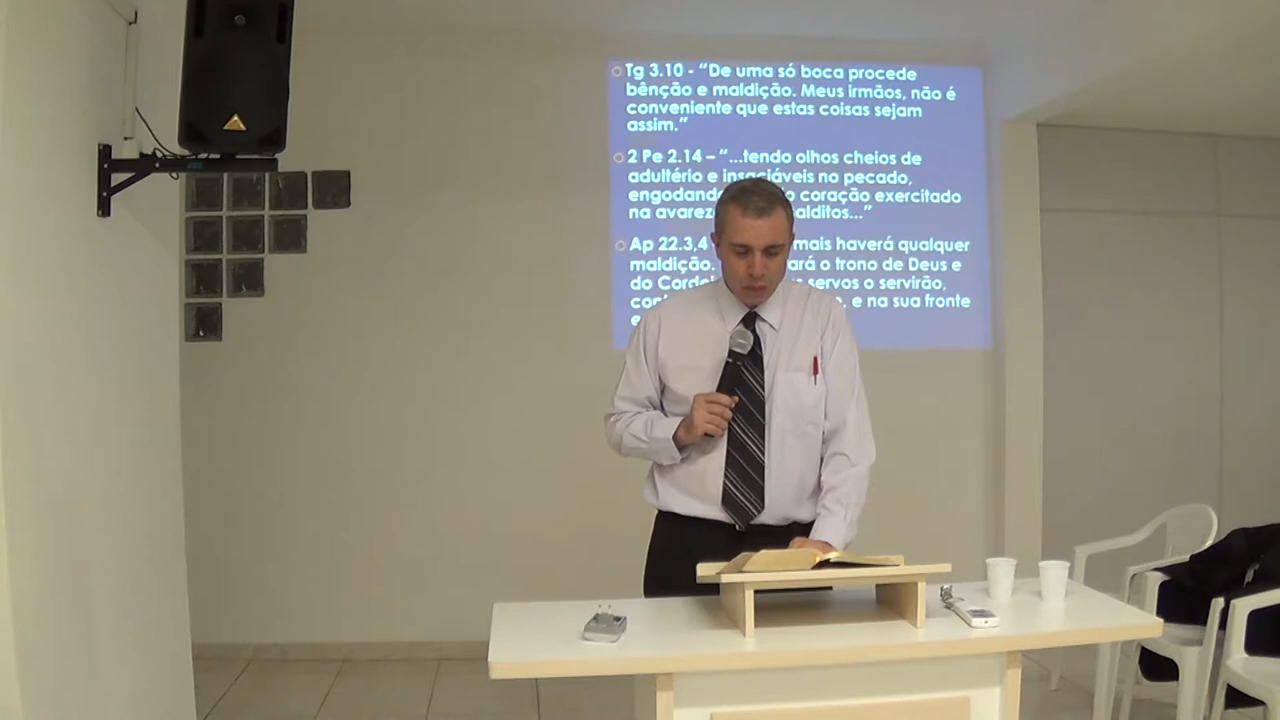 Tg 3.10 - “De uma só boca procede
bênção e maldição. Meus irmãos, não é
conveniente que estas coisas sejam
assim.”
2 Pe 2.14 – “...tendo olhos cheios de
adultério e insaciáveis no pecado,
engodand o coração exercitado
na avarez alditos...”
Ap 22.3,4 mais haverá qualquer
maldição. ará o trono de Deus e
do Corde s servos o servirão,
con , e na sua fronte
e